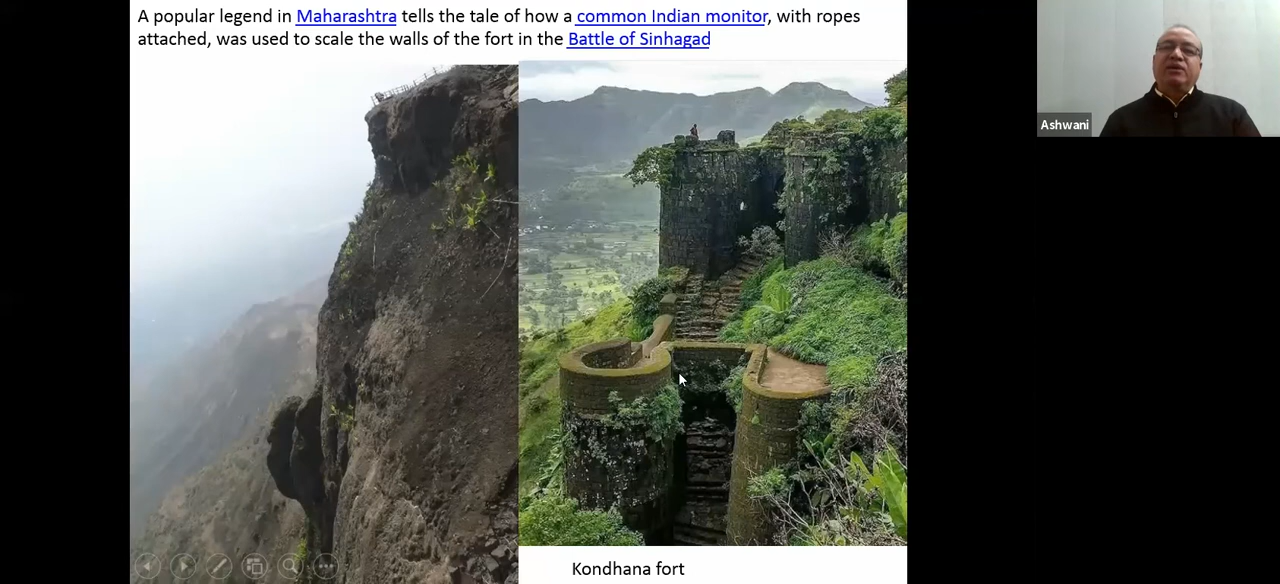 A popular legend in Maharashtra tells the tale of how a common Indian monitor, with ropes
attached, was used to scale the walls of the fort in the Battle of Sinhagad
Ashwani
Kondhana fort